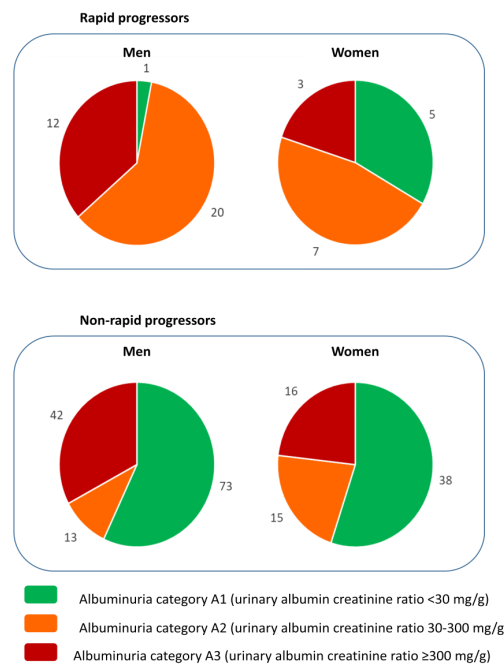 Rapid progressors
Men
Women
1
12
20
3
5
7
Non-rapid progressors
Men
Women
42
73
13
16
38
15
Albuminuria category A1 (urinary albumin creatinine ratio <30 mg/g)
Albuminuria category A2 (urinary albumin creatinine ratio 30-300 mg/g
Albuminuria category A3 (urinary albumin creatinine ratio ≥300 mg/g)